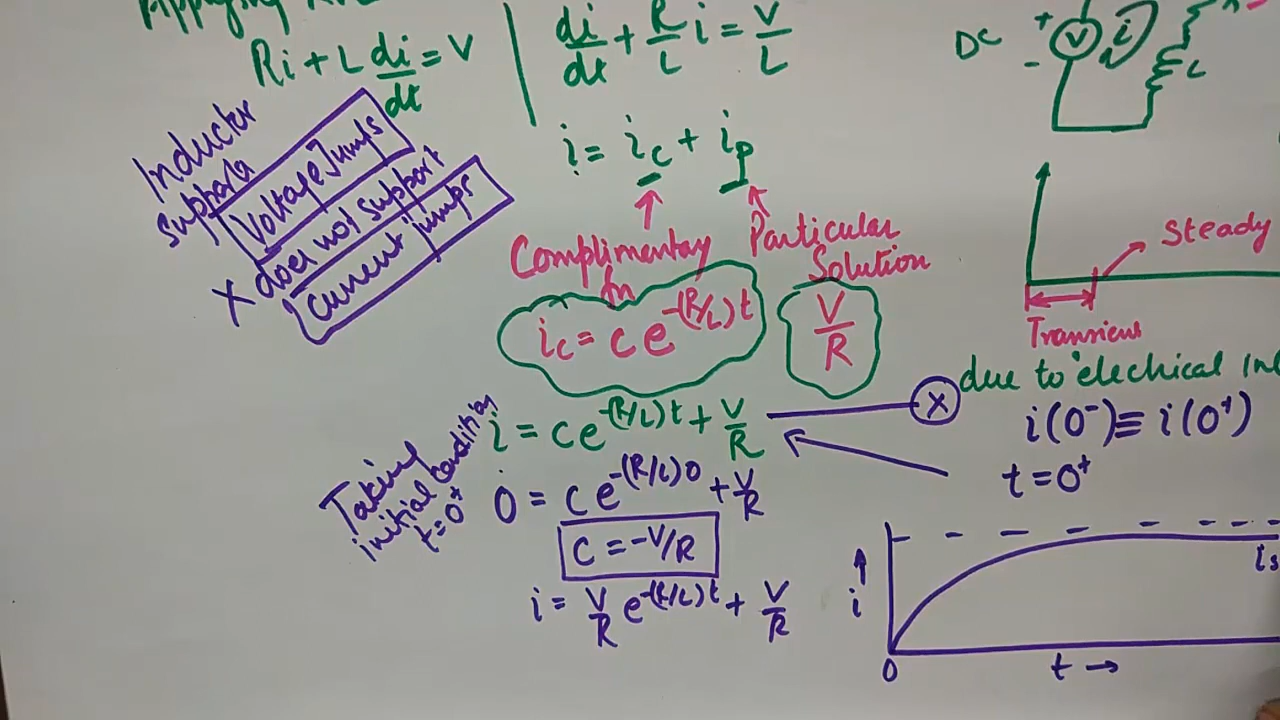 Applying
Ri + L di/dt = V
di/dt + R/L i = V/L
DC + - V i L
i = ic + ip
Inductor
supports
Voltage Jumps
X does not support
current jumps
Complimentary
fn
Particular
Solution
ic = c e^-(R/L)t
V/R
Steady
Transient
due to electrical
i = ce^-(R/L)t + V/R
X
i(0⁻) ≡ i(0⁺)
t = 0⁺
Taking
initial condition
t = 0⁺
0 = ce^-(R/L)0 + V/R
C = -V/R
i = V/R e^-(R/L)t + V/R
i
0
t →